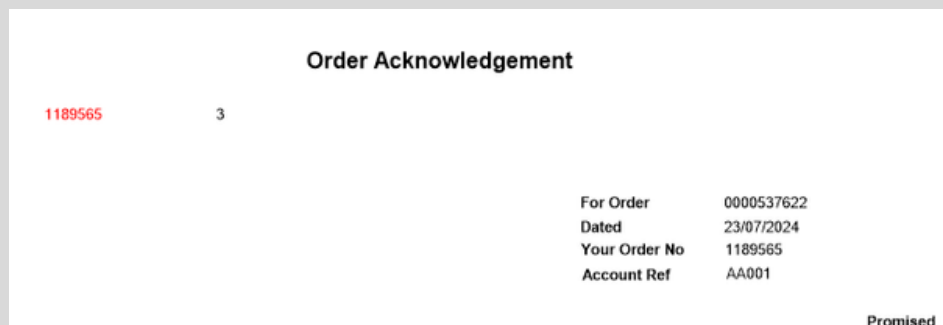 Order Acknowledgement
1189565 3
For Order 0000537622
Dated 23/07/2024
Your Order No 1189565
Account Ref AA001
Promised